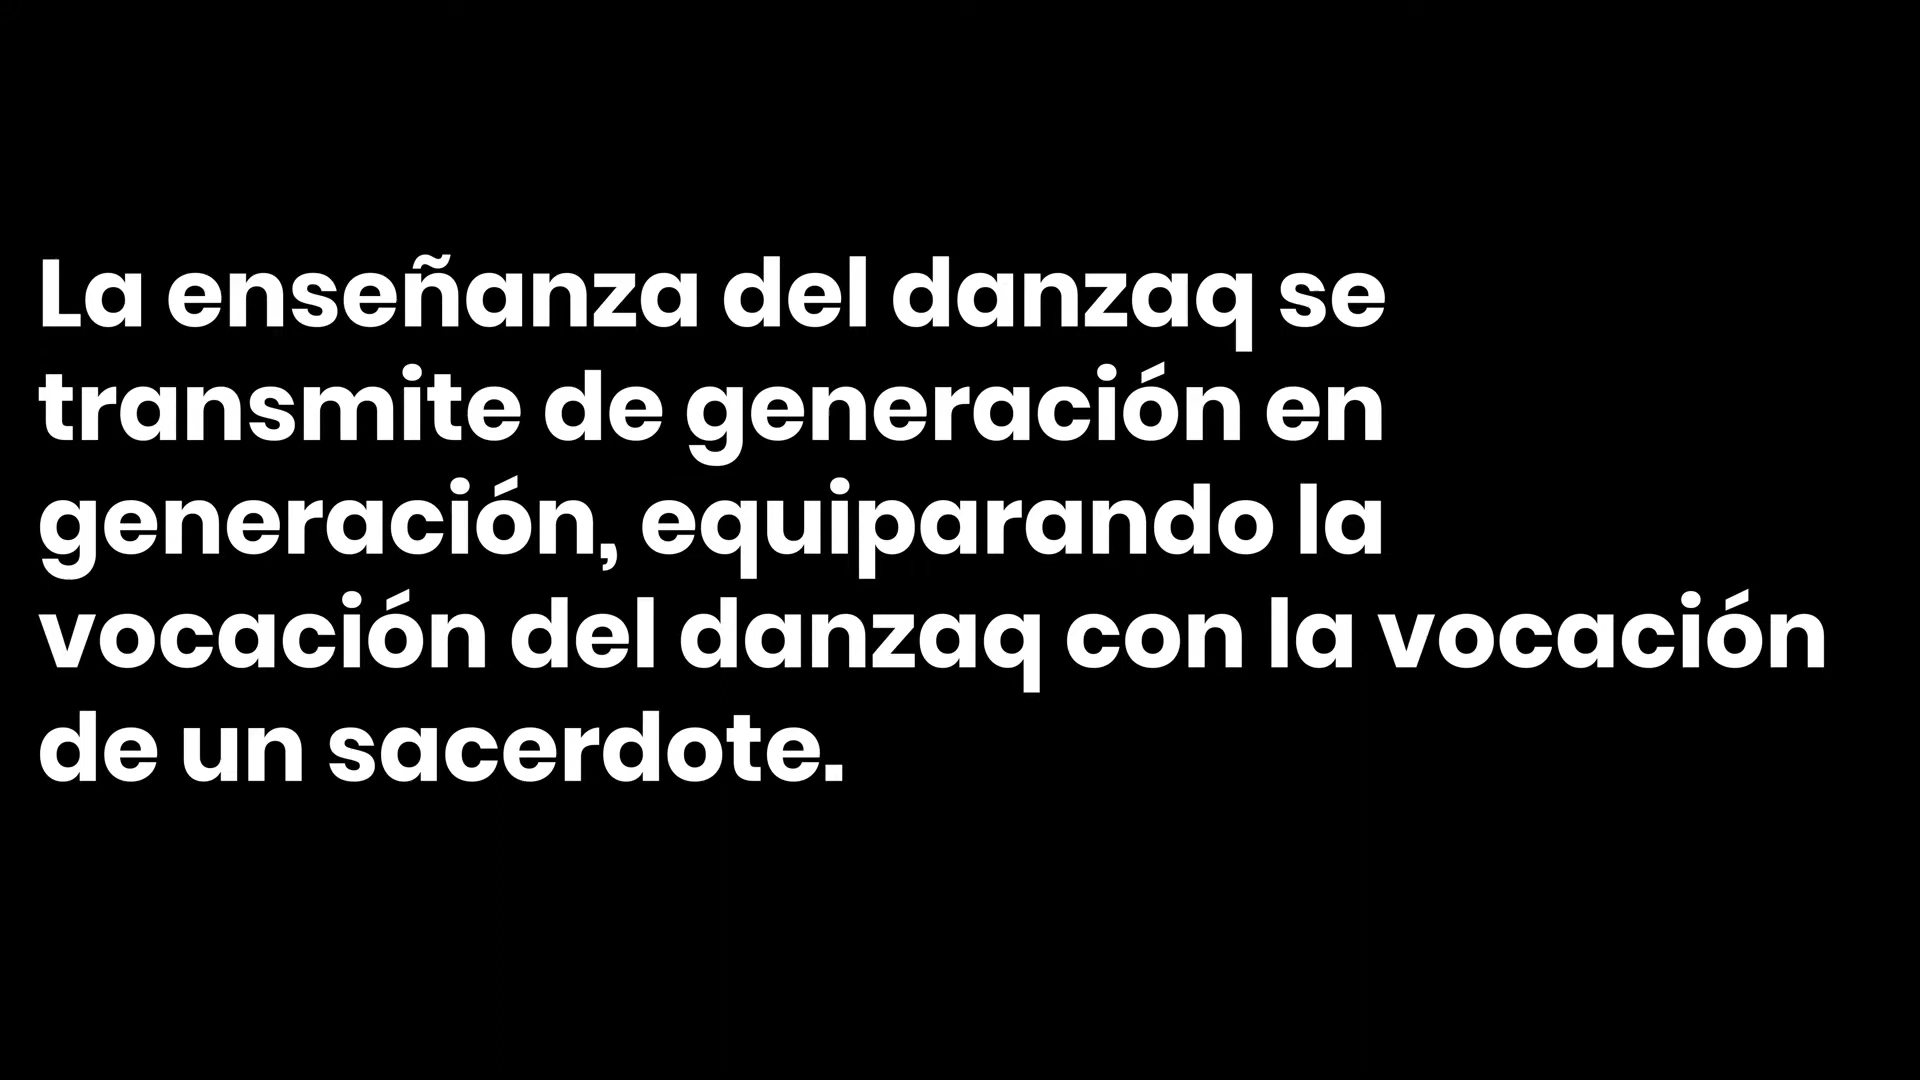 La enseñanza del danzaq se
transmite de generación en
generación, equiparando la
vocación del danzaq con la vocación
de un sacerdote.